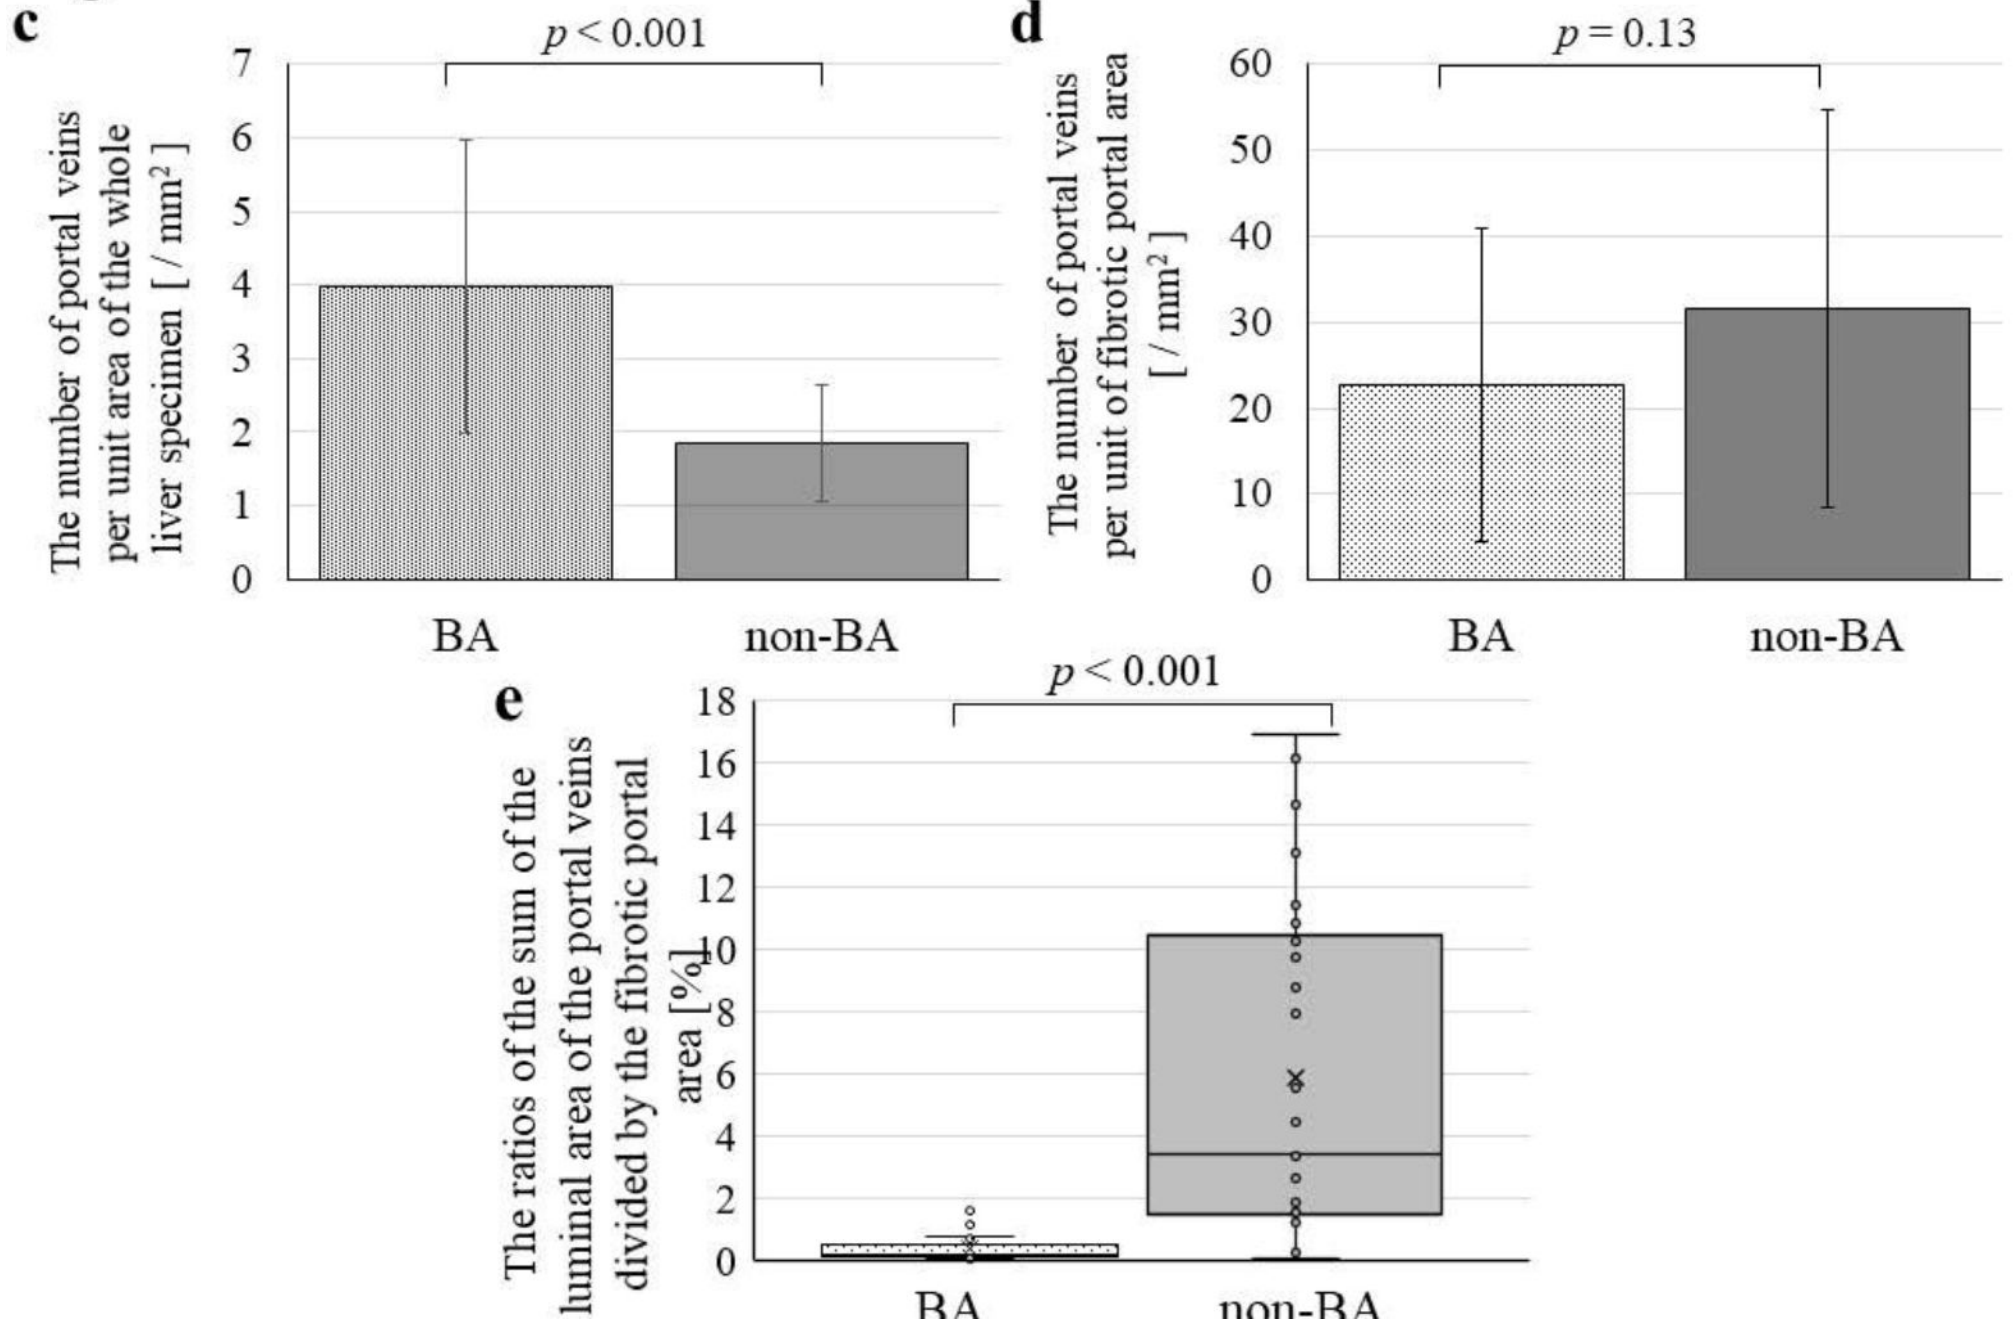 c
p < 0.001
The number of portal veins
per unit area of the whole
liver specimen [ / mm²]
7
6
5
4
3
2
1
0
BA non-BA
d
p = 0.13
The number of portal veins
per unit of fibrotic portal area
[ / mm²]
60
50
40
30
20
10
0
BA non-BA
e
p < 0.001
The ratios of the sum of the
luminal area of the portal veins
divided by the fibrotic portal
area [%]
18
16
14
12
10
8
6
4
2
0
BA non-BA